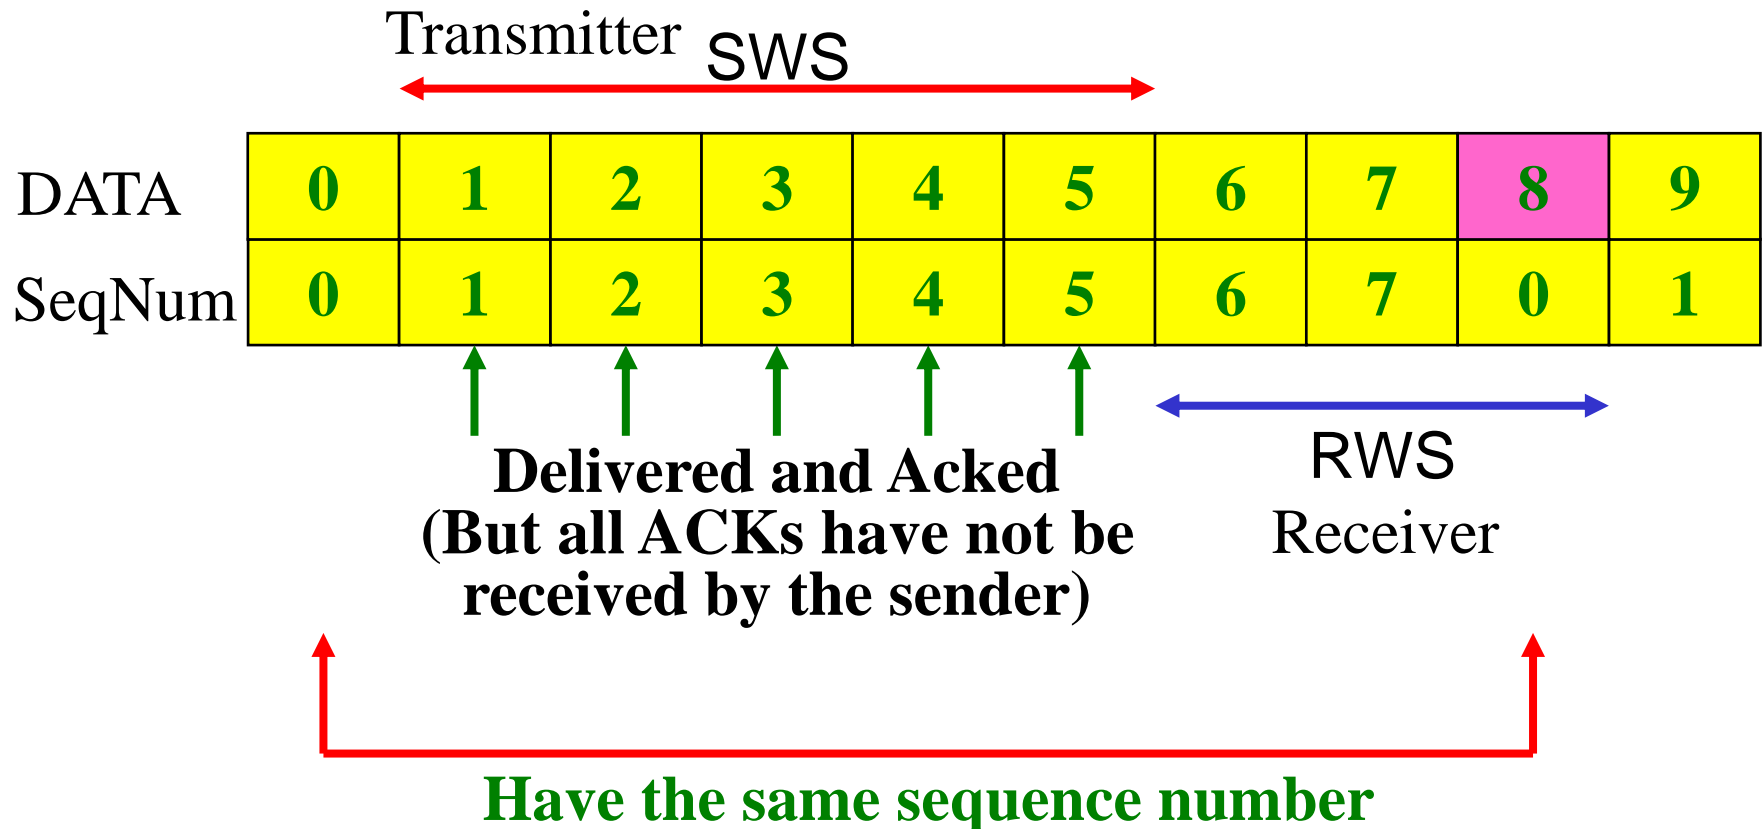 Transmitter SWS
DATA 0 1 2 3 4 5 6 7 8 9
SeqNum 0 1 2 3 4 5 6 7 0 1
Delivered and Acked
(But all ACKs have not be
received by the sender)
RWS
Receiver
Have the same sequence number